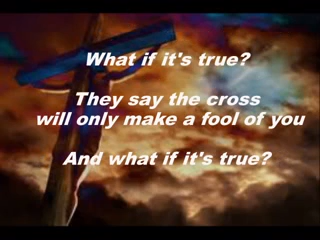 What if it's true?
They say the cross
will only make a fool of you
And what if it's true?